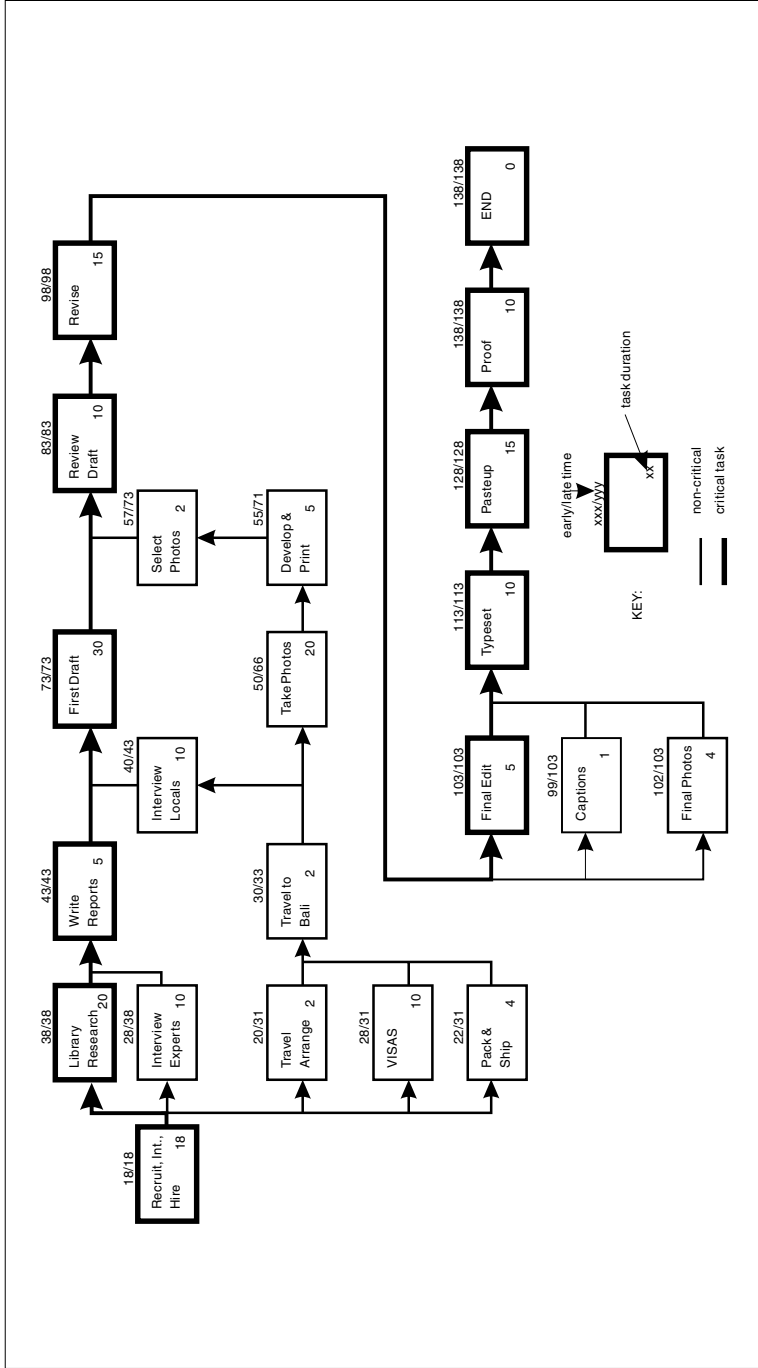 18/18
Recruit, Int.,
Hire
18
38/38
Library
Research
20
28/38
Interview
Experts
10
20/31
Travel
Arrange
2
28/31
VISAS
10
22/31
Pack &
Ship
4
43/43
Write
Reports
5
30/33
Travel to
Bali
2
40/43
Interview
Locals
10
73/73
First Draft
30
50/66
Take Photos
20
55/71
Develop &
Print
5
57/73
Select
Photos
2
83/83
Review
Draft
10
98/98
Revise
15
103/103
Final Edit
5
99/103
Captions
1
102/103
Final Photos
4
113/113
Typeset
10
128/128
Pasteup
15
138/138
Proof
10
138/138
END
0
KEY:
early/late time
xxx/yyy
xx
task duration
non-critical
critical task